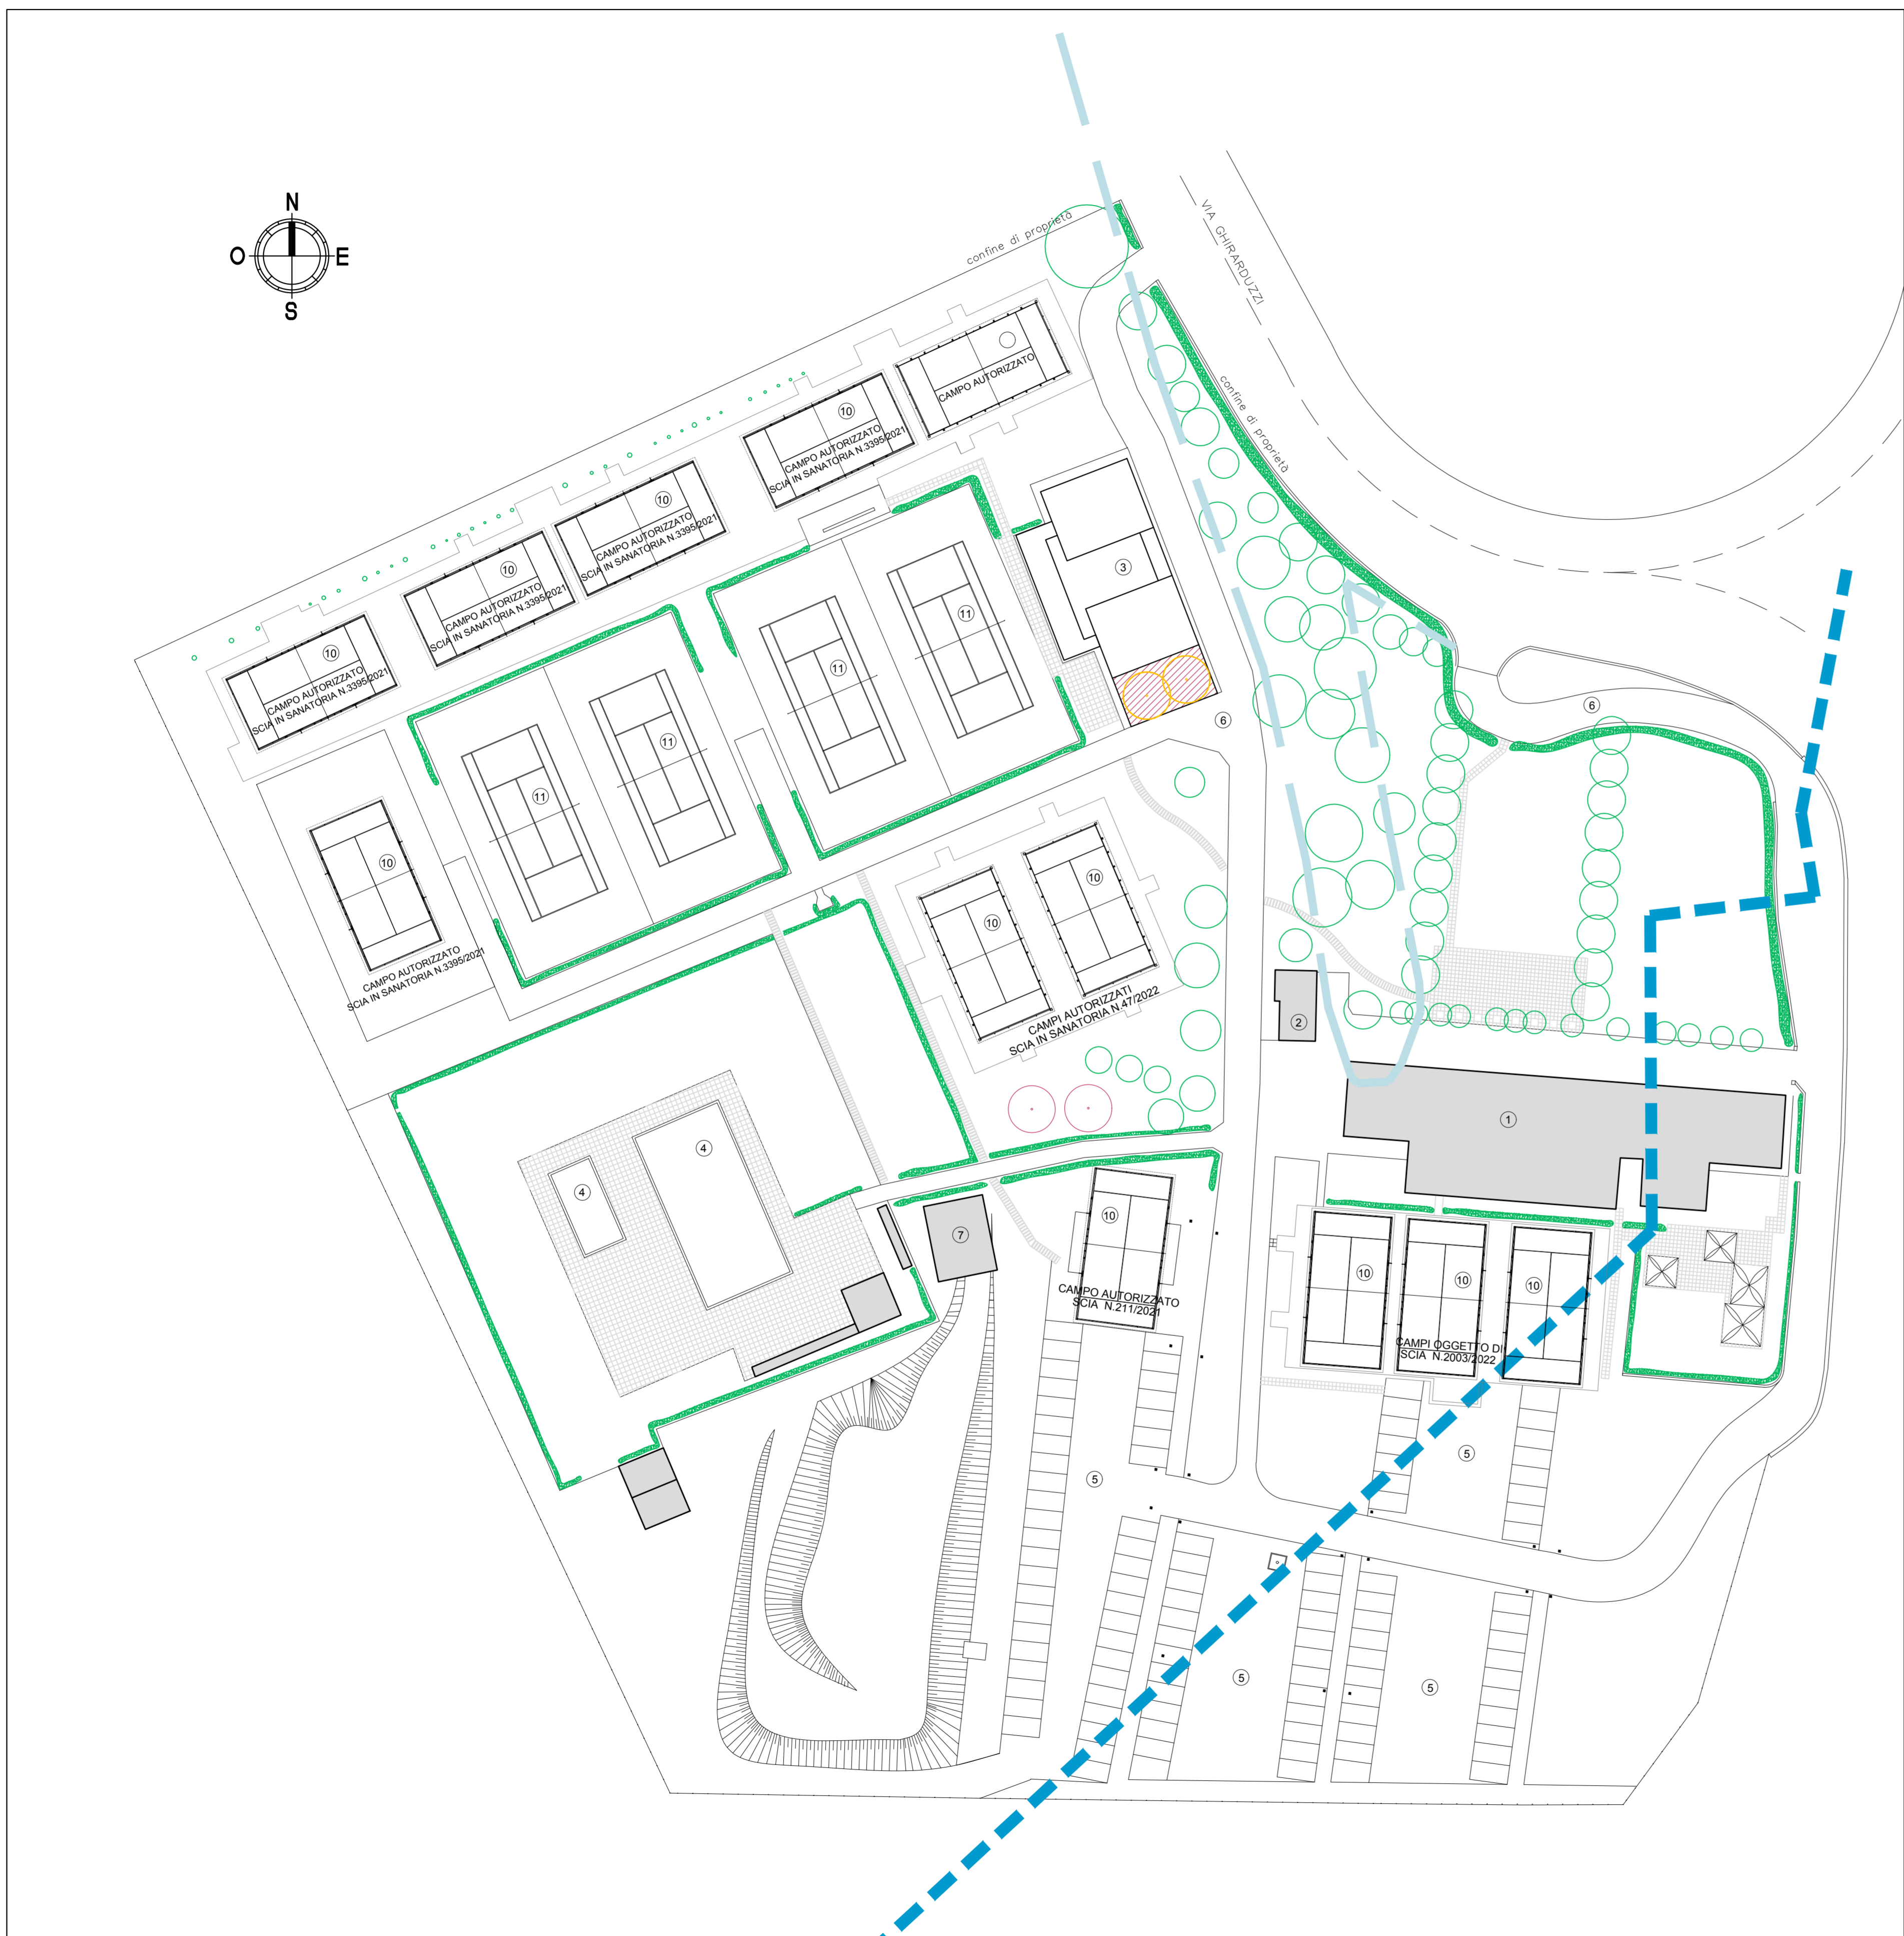 N
O
E
S
confine di proprietà
VIA GHIRARDUZZI
confine di proprietà
CAMPO AUTORIZZATO
10
CAMPO AUTORIZZATO
SCIA IN SANATORIA N.3395/2021
10
CAMPO AUTORIZZATO
SCIA IN SANATORIA N.3395/2021
10
CAMPO AUTORIZZATO
SCIA IN SANATORIA N.3395/2021
10
CAMPO AUTORIZZATO
SCIA IN SANATORIA N.3395/2021
3
11
11
11
11
6
6
10
CAMPO AUTORIZZATO
SCIA IN SANATORIA N.3395/2021
10
10
CAMPI AUTORIZZATI
SCIA IN SANATORIA N.47/2022
2
1
4
4
7
10
CAMPO AUTORIZZATO
SCIA N.211/2021
10
10
10
CAMPI OGGETTO DI
SCIA N.2003/2022
5
5
5
5